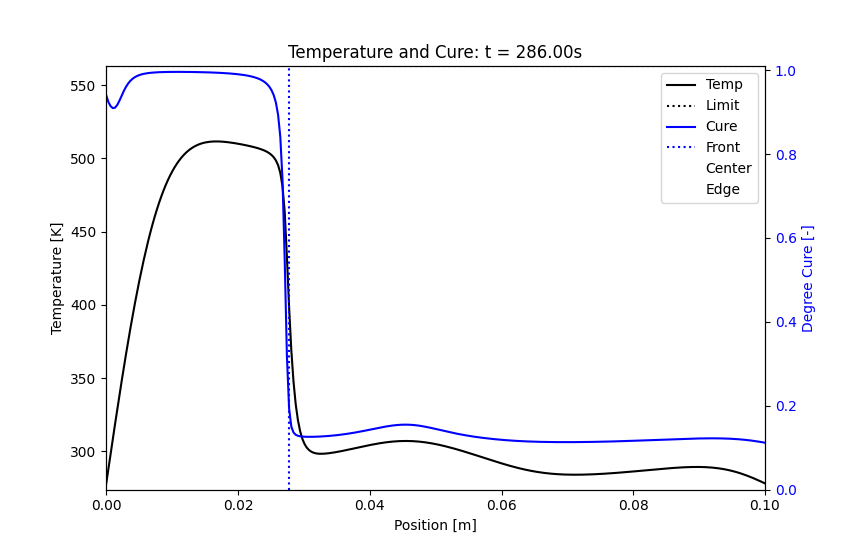 Temperature and Cure: t = 286.00s
550
500
450
400
350
300
Temperature [K]
1.0
0.8
0.6
0.4
0.2
0.0
Degree Cure [-]
Temp
Limit
Cure
Front
Center
Edge
0.00
0.02
0.04
0.06
0.08
0.10
Position [m]